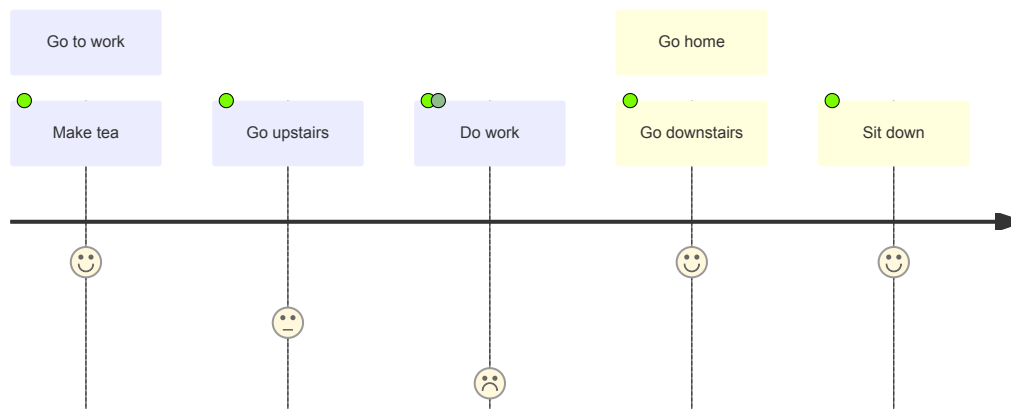 Go to work
Go home
Make tea
Go upstairs
Do work
Go downstairs
Sit down